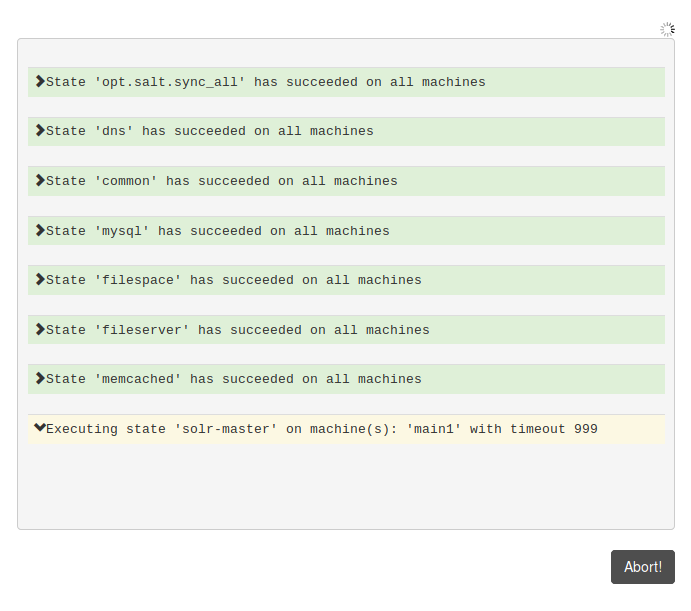 State 'opt.salt.sync_all' has succeeded on all machines
State 'dns' has succeeded on all machines
State 'common' has succeeded on all machines
State 'mysql' has succeeded on all machines
State 'filespace' has succeeded on all machines
State 'fileserver' has succeeded on all machines
State 'memcached' has succeeded on all machines
Executing state 'solr-master' on machine(s): 'main1' with timeout 999
Abort!